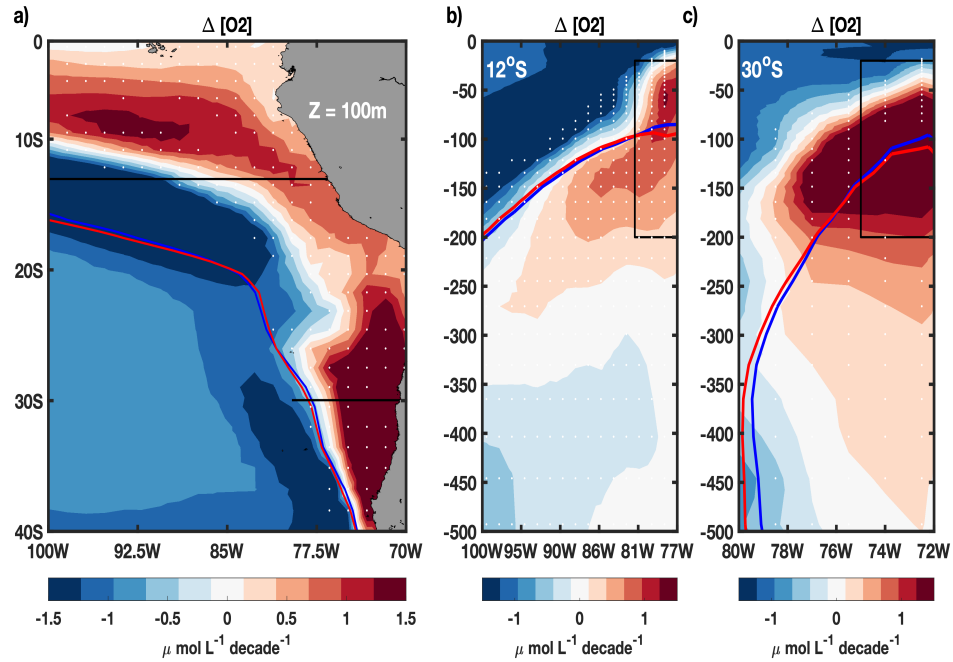 a)
Δ [O2]
Z = 100m
0
10S
20S
30S
40S
100W 92.5W 85W 77.5W 70W
-1.5 -1 -0.5 0 0.5 1 1.5
μ mol L⁻¹ decade⁻¹
b)
Δ [O2]
12°S
0
-50
-100
-150
-200
-250
-300
-350
-400
-450
-500
100W 95W 90W 86W 81W 77W
-1 0 1
μ mol L⁻¹ decade⁻¹
c)
Δ [O2]
30°S
0
-50
-100
-150
-200
-250
-300
-350
-400
-450
-500
80W 78W 76W 74W 72W
-1 0 1
μ mol L⁻¹ decade⁻¹